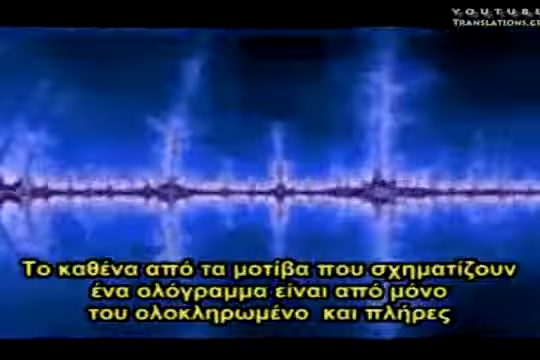 YOUTUBE
TRANSLATIONS.GR
Το καθένα από τα μοτίβα που σχηματίζουν
ένα ολόγραμμα είναι από μόνο
του ολοκληρωμένο και πλήρες